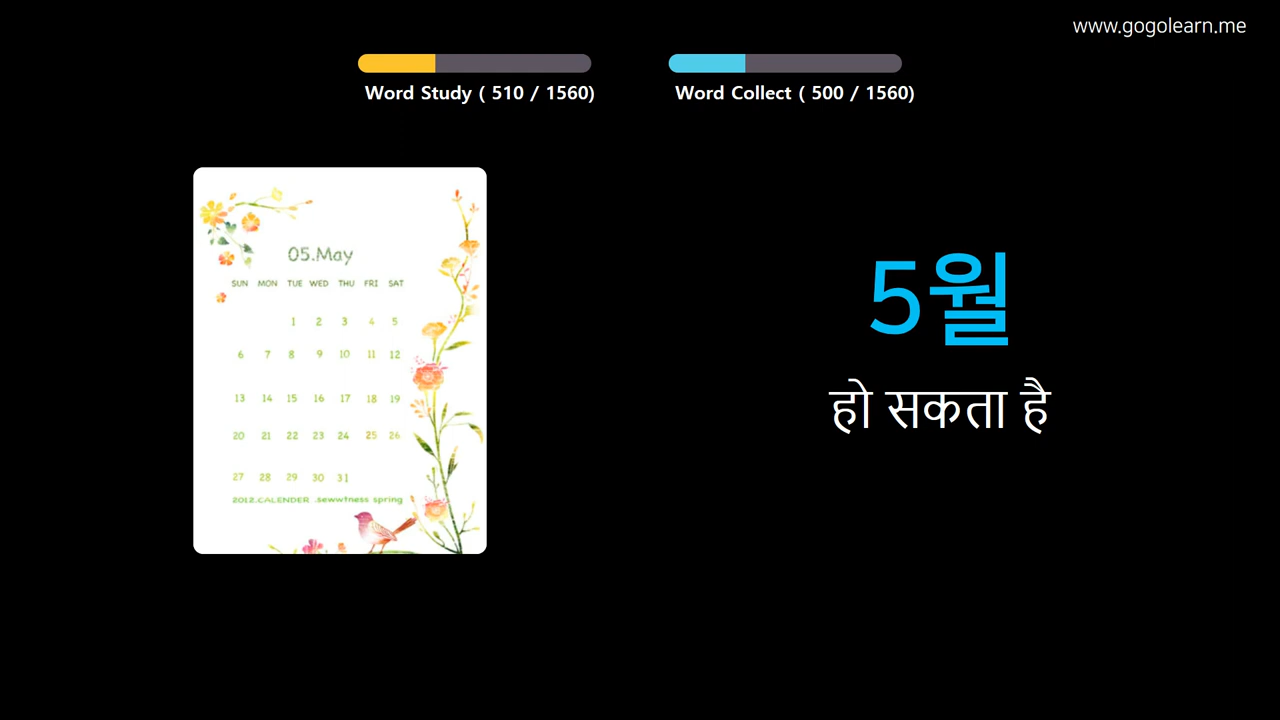 www.gogolearn.me
Word Study ( 510 / 1560)
Word Collect ( 500 / 1560)
05.May
SUN MON TUE WED THU FRI SAT
1 2 3 4 5
6 7 8 9 10 11 12
13 14 15 16 17 18 19
20 21 22 23 24 25 26
27 28 29 30 31
2012.CALENDER .sewwtness spring
5월
हो सकता है